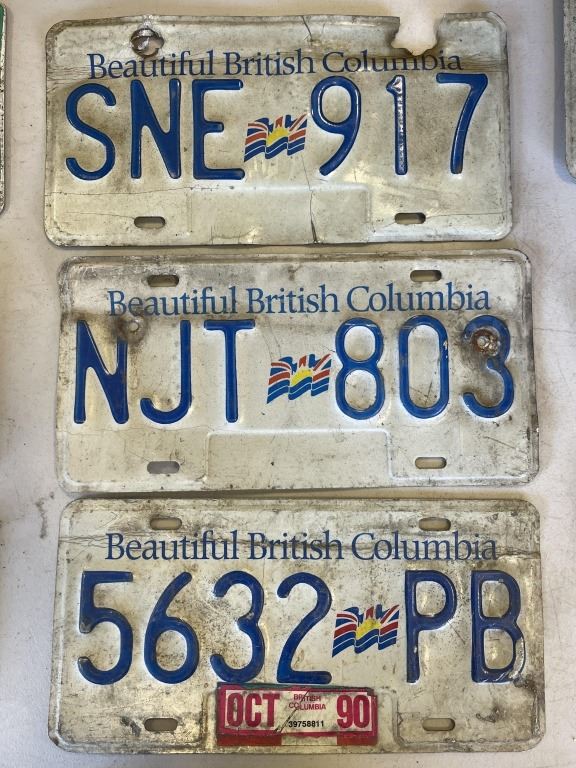 Beautiful British Columbia
SNE 917
Beautiful British Columbia
NJT 803
Beautiful British Columbia
5632 PB
OCT BRITISH COLUMBIA 90
39758811